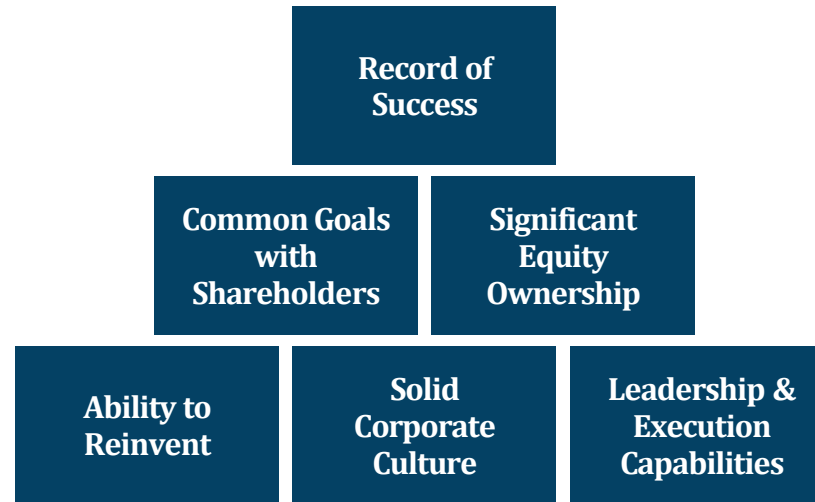 Record of
Success
Common Goals
with
Shareholders
Significant
Equity
Ownership
Ability to
Reinvent
Solid
Corporate
Culture
Leadership &
Execution
Capabilities